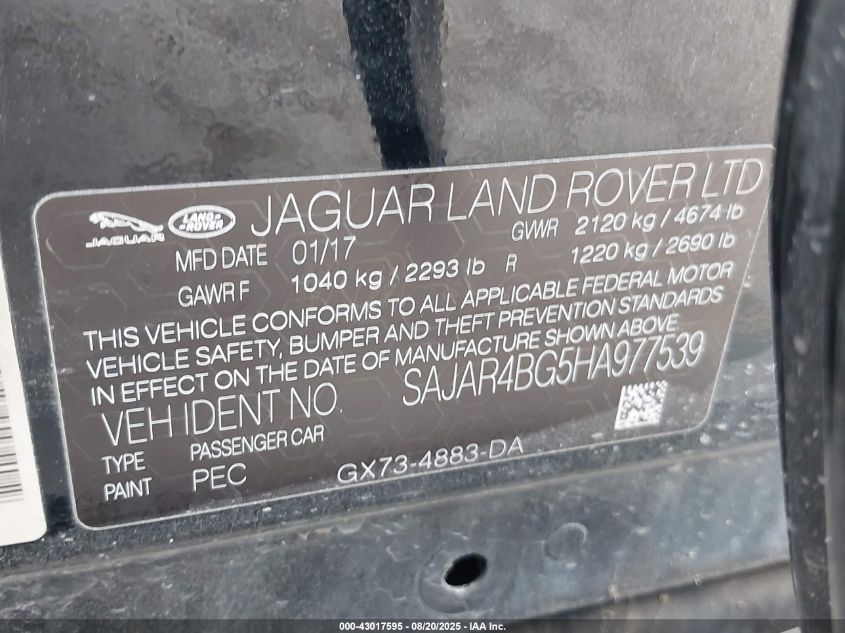 JAGUAR LAND ROVER JAGUAR LAND ROVER LTD
MFD DATE 01/17 GVWR 2120 kg / 4674 lb
GAWR F 1040 kg / 2293 lb R 1220 kg / 2690 lb
THIS VEHICLE CONFORMS TO ALL APPLICABLE FEDERAL MOTOR
VEHICLE SAFETY, BUMPER AND THEFT PREVENTION STANDARDS
IN EFFECT ON THE DATE OF MANUFACTURE SHOWN ABOVE.
VEH IDENT NO. SAJAR4BG5HA977539
TYPE PASSENGER CAR
PAINT PEC GX73-4883-DA
000-43017595 - 08/20/2025 - IAA Inc.